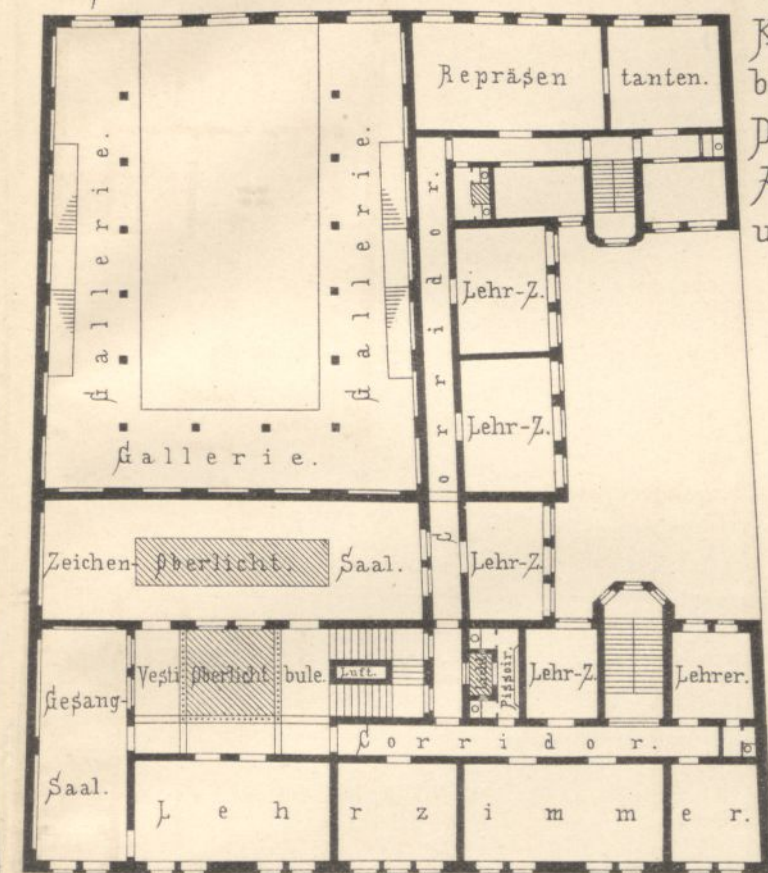 Repräsen tanten.
Gallerie.
Gallerie.
Corridor.
Lehr-Z.
Lehr-Z.
Gallerie.
Zeichen- Oberlicht. Saal.
Lehr-Z.
Vesti Oberlicht bule.
Luft.
Pissoir.
Lehr-Z.
Lehrer.
Gesang-
Saal.
Corridor.
Lehrzimmer.